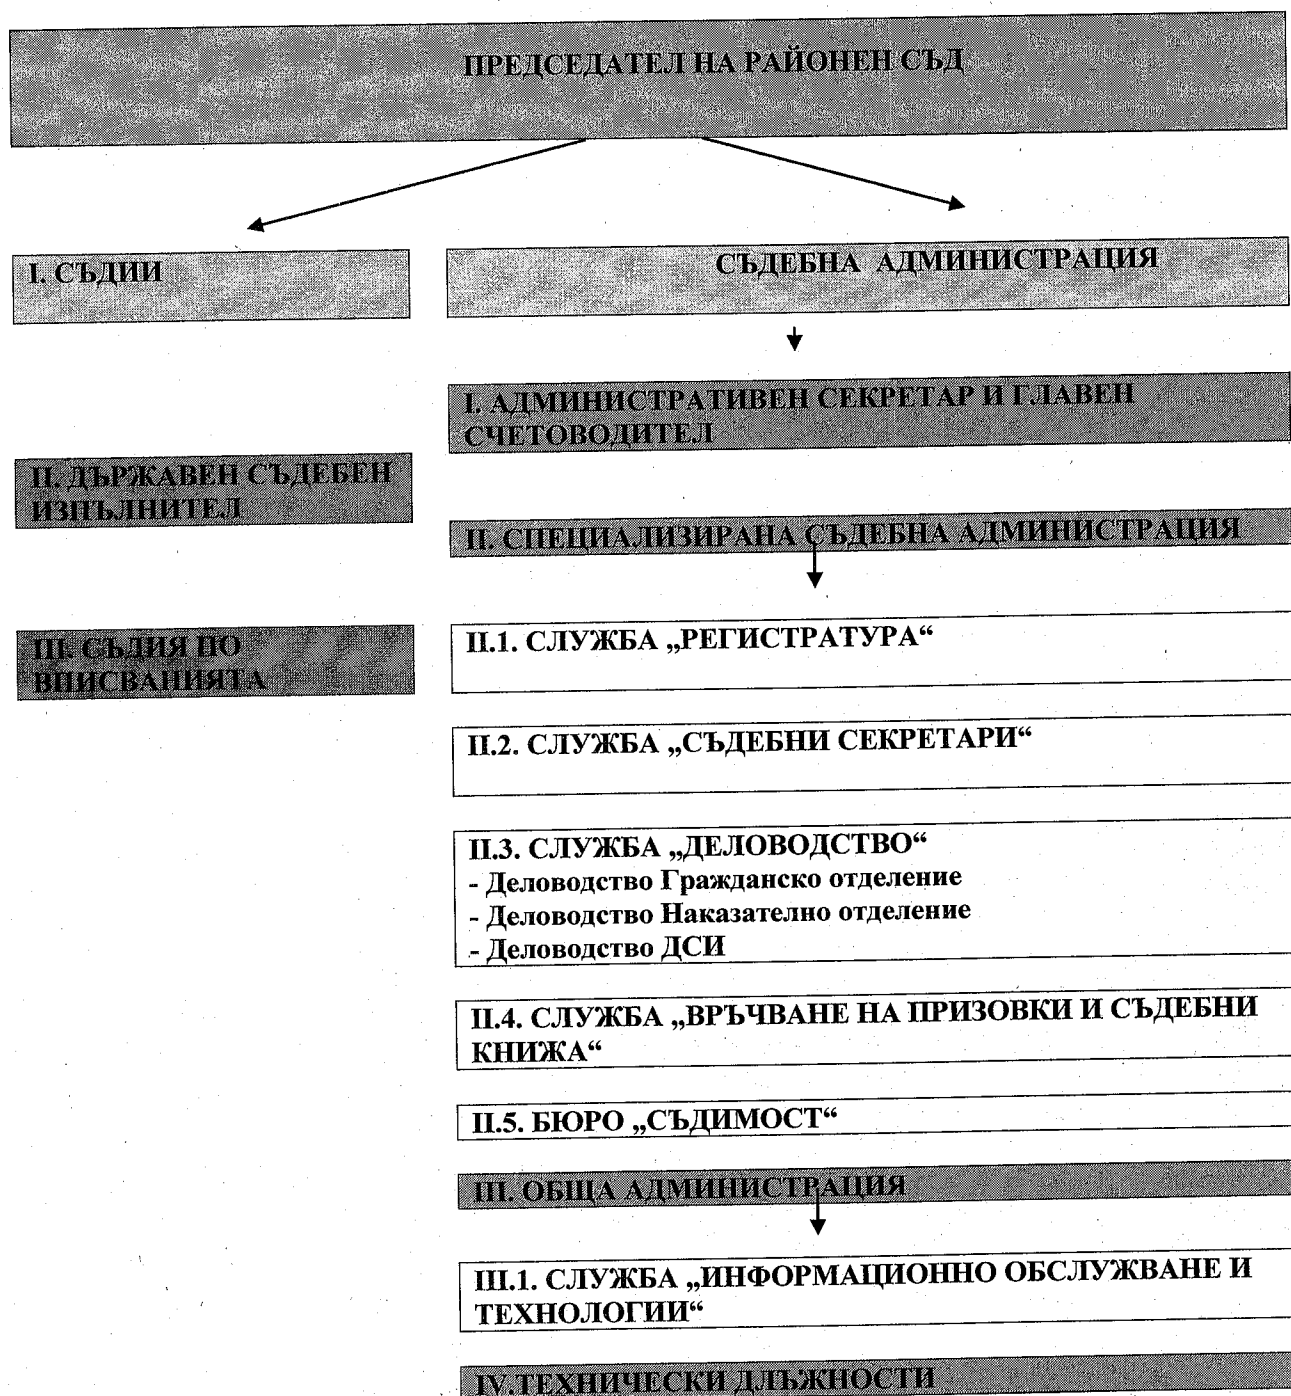 ПРЕДСЕДАТЕЛ НА РАЙОНЕН СЪД
I. СЪДИИ
СЪДЕБНА АДМИНИСТРАЦИЯ
I. АДМИНИСТРАТИВЕН СЕКРЕТАР И ГЛАВЕН
СЧЕТОВОДИТЕЛ
II. ДЪРЖАВЕН СЪДЕБЕН
ИЗПЪЛНИТЕЛ
II. СПЕЦИАЛИЗИРАНА СЪДЕБНА АДМИНИСТРАЦИЯ
III. СЪДИЯ ПО
ВПИСВАНИЯТА
II.1. СЛУЖБА „РЕГИСТРАТУРА“
II.2. СЛУЖБА „СЪДЕБНИ СЕКРЕТАРИ“
II.3. СЛУЖБА „ДЕЛОВОДСТВО“
- Деловодство Гражданско отделение
- Деловодство Наказателно отделение
- Деловодство ДСИ
II.4. СЛУЖБА „ВРЪЧВАНЕ НА ПРИЗОВКИ И СЪДЕБНИ
КНИЖА“
II.5. БЮРО „СЪДИМОСТ“
III. ОБЩА АДМИНИСТРАЦИЯ
III.1. СЛУЖБА „ИНФОРМАЦИОННО ОБСЛУЖВАНЕ И
ТЕХНОЛОГИИ“
IV.ТЕХНИЧЕСКИ ДЛЪЖНОСТИ